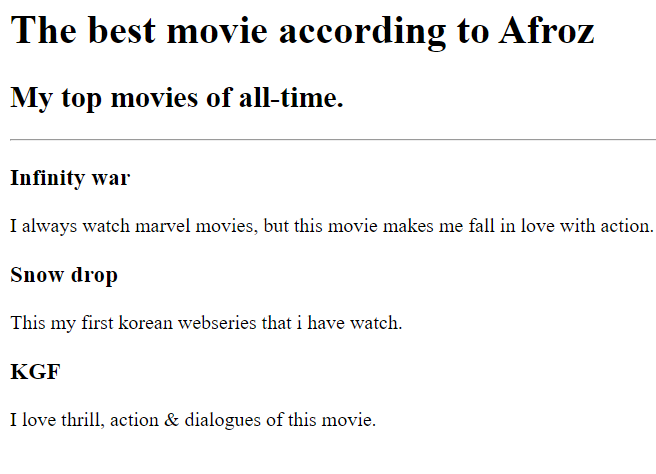 The best movie according to Afroz
My top movies of all-time.
Infinity war
I always watch marvel movies, but this movie makes me fall in love with action.
Snow drop
This my first korean webseries that i have watch.
KGF
I love thrill, action & dialogues of this movie.